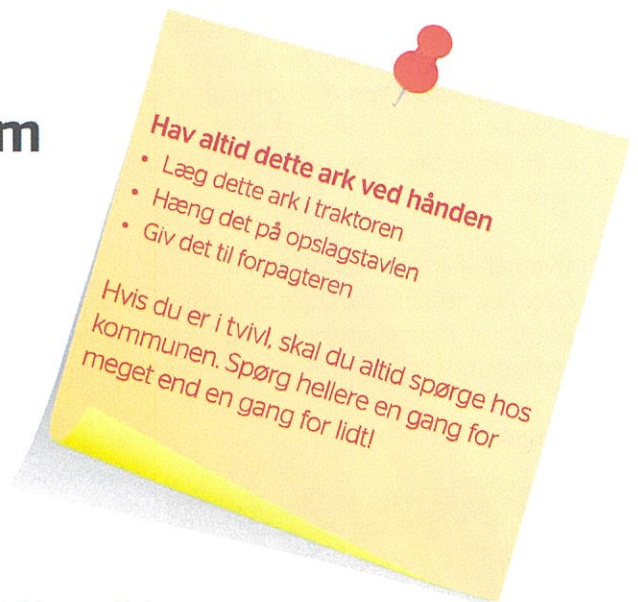 m
Hav altid dette ark ved hånden
• Læg dette ark i traktoren
• Hæng det på opslagstavlen
• Giv det til forpagteren
Hvis du er i tvivl, skal du altid spørge hos
kommunen. Spørg hellere en gang for
meget end en gang for lidt!